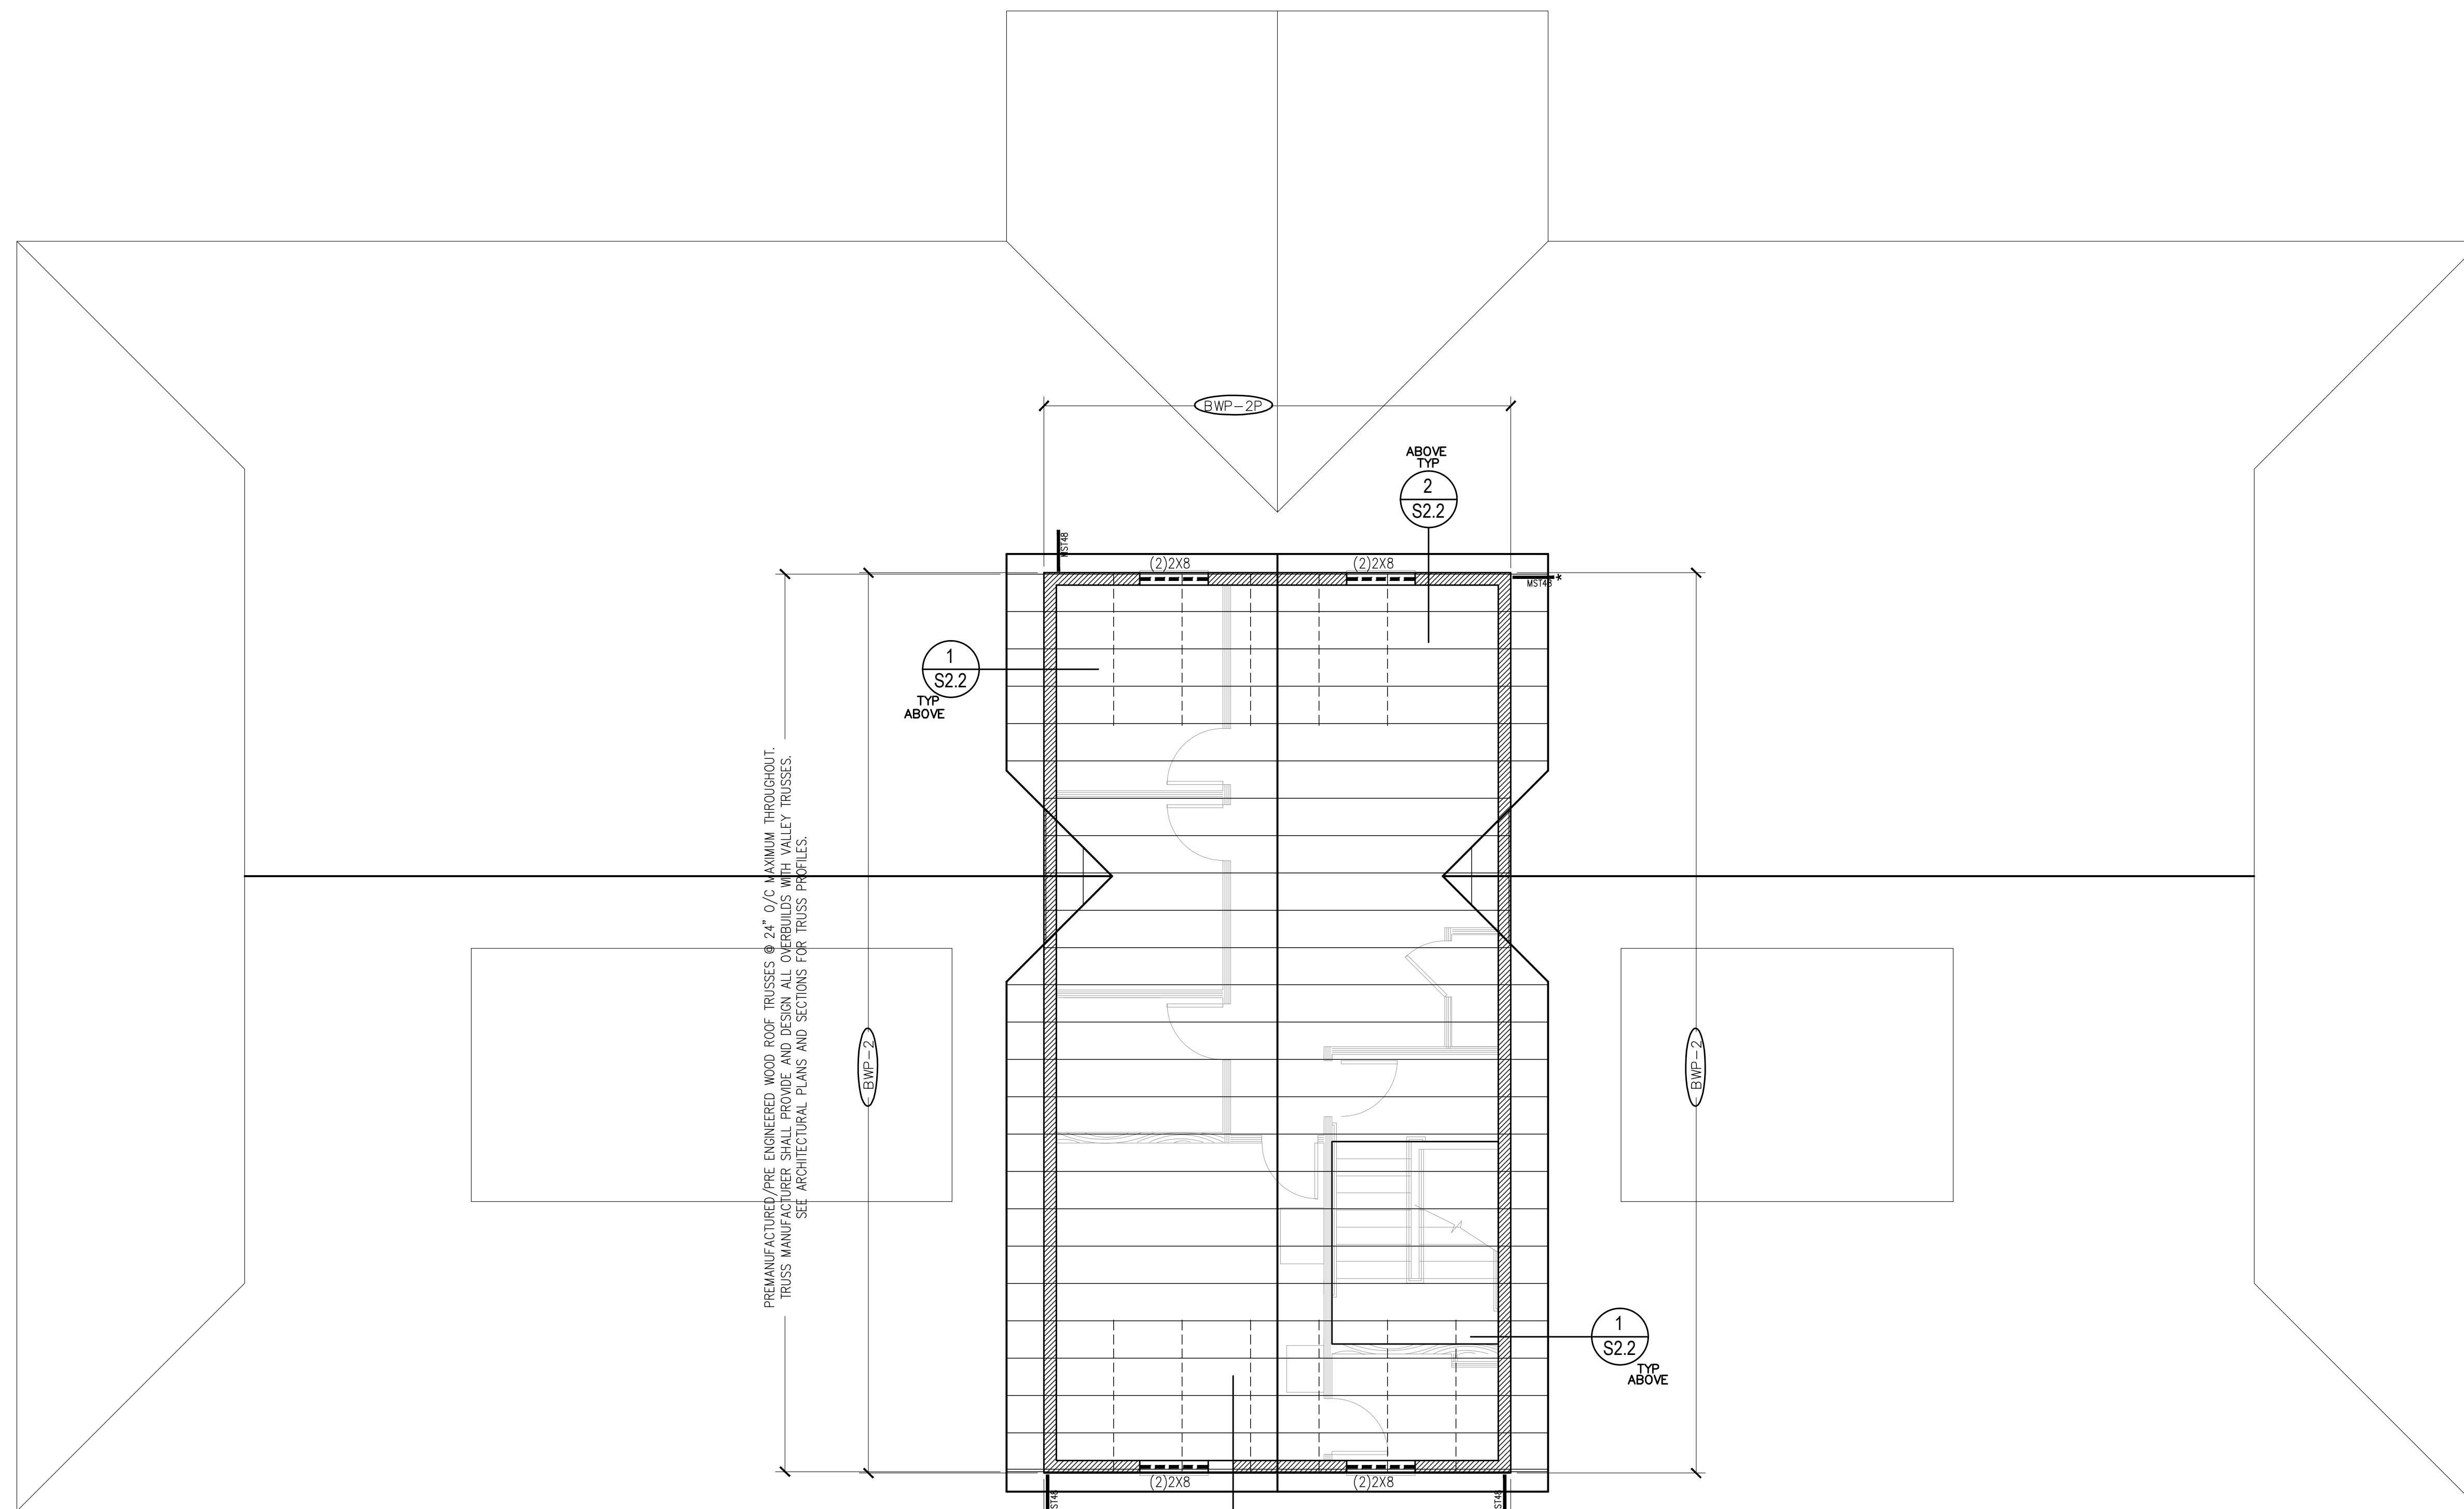 BWP-2P
ABOVE
TYP
2
S2.2
MST48
(2)2X8
(2)2X8
MST48 *
1
S2.2
TYP
ABOVE
PREMANUFACTURED/PRE ENGINEERED WOOD ROOF TRUSSES @ 24" O/C MAXIMUM THROUGHOUT.
TRUSS MANUFACTURER SHALL PROVIDE AND DESIGN ALL OVERBUILDS WITH VALLEY TRUSSES.
SEE ARCHITECTURAL PLANS AND SECTIONS FOR TRUSS PROFILES.
BWP-2
BWP-2
1
S2.2
TYP
ABOVE
(2)2X8
(2)2X8
ST48
ST48